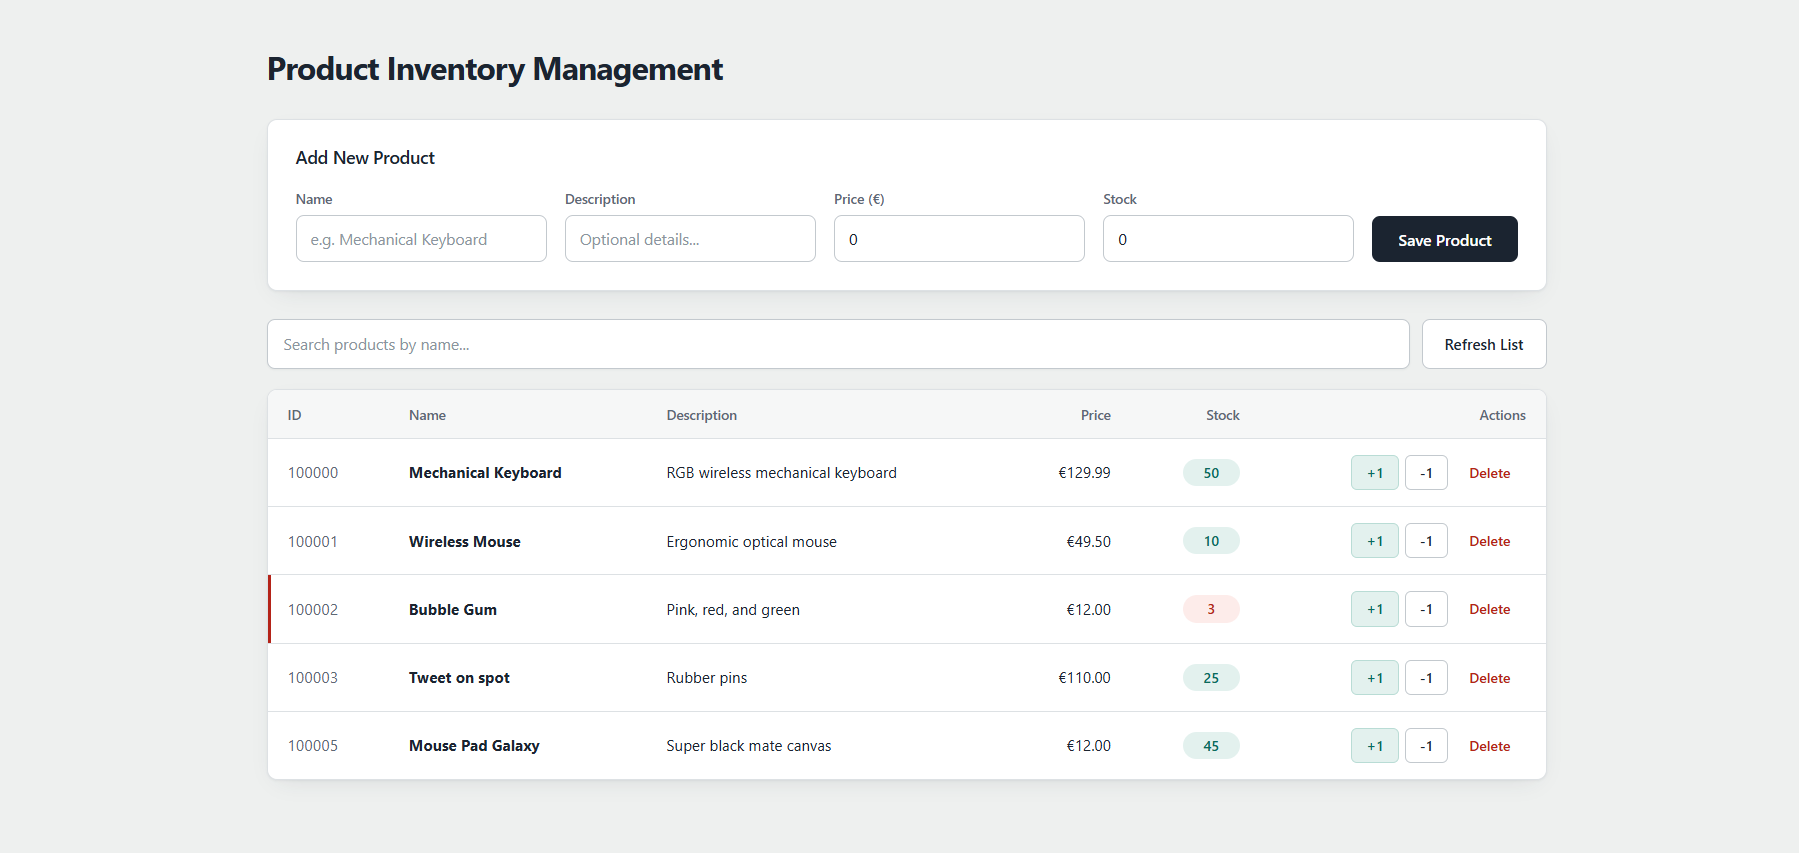 Product Inventory Management
Add New Product
Name Description Price (€) Stock
e.g. Mechanical Keyboard Optional details... 0 0 Save Product
Search products by name... Refresh List
ID Name Description Price Stock Actions
100000 Mechanical Keyboard RGB wireless mechanical keyboard €129.99 50 +1 -1 Delete
100001 Wireless Mouse Ergonomic optical mouse €49.50 10 +1 -1 Delete
100002 Bubble Gum Pink, red, and green €12.00 3 +1 -1 Delete
100003 Tweet on spot Rubber pins €110.00 25 +1 -1 Delete
100005 Mouse Pad Galaxy Super black mate canvas €12.00 45 +1 -1 Delete